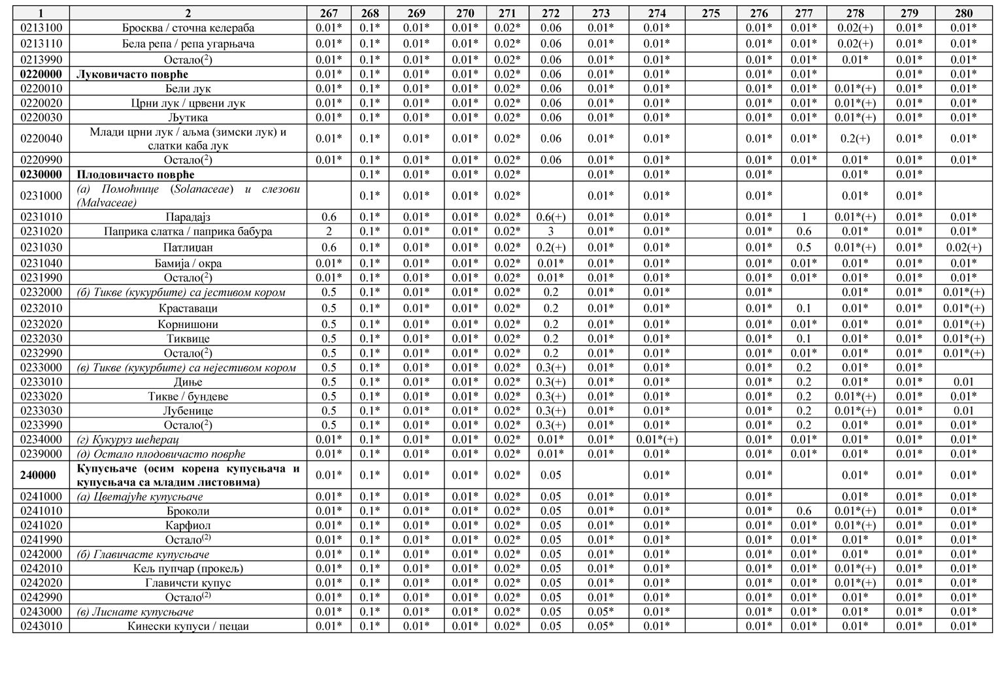 1 2 267 268 269 270 271 272 273 274 275 276 277 278 279 280
0213100 Бросква / сточна келераба 0.01* 0.1* 0.01* 0.01* 0.02* 0.06 0.01* 0.01* 0.01* 0.01* 0.02(+) 0.01* 0.01*
0213110 Бела репа / репа угарњача 0.01* 0.1* 0.01* 0.01* 0.02* 0.06 0.01* 0.01* 0.01* 0.01* 0.02(+) 0.01* 0.01*
0213990 Остало(2) 0.01* 0.1* 0.01* 0.01* 0.02* 0.06 0.01* 0.01* 0.01* 0.01* 0.01* 0.01* 0.01*
0220000 Луковичасто поврће 0.01* 0.1* 0.01* 0.01* 0.02* 0.06 0.01* 0.01* 0.01* 0.01* 0.01* 0.01*
0220010 Бели лук 0.01* 0.1* 0.01* 0.01* 0.02* 0.06 0.01* 0.01* 0.01* 0.01* 0.01*(+) 0.01* 0.01*
0220020 Црни лук / црвени лук 0.01* 0.1* 0.01* 0.01* 0.02* 0.06 0.01* 0.01* 0.01* 0.01* 0.01*(+) 0.01* 0.01*
0220030 Љутика 0.01* 0.1* 0.01* 0.01* 0.02* 0.06 0.01* 0.01* 0.01* 0.01* 0.01*(+) 0.01* 0.01*
0220040 Млади црни лук / аљма (зимски лук) и
слатки каба лук 0.01* 0.1* 0.01* 0.01* 0.02* 0.06 0.01* 0.01* 0.01* 0.01* 0.2(+) 0.01* 0.01*
0220990 Остало(2) 0.01* 0.1* 0.01* 0.01* 0.02* 0.06 0.01* 0.01* 0.01* 0.01* 0.01* 0.01* 0.01*
0230000 Плодовичасто поврће 0.1* 0.01* 0.01* 0.02* 0.01* 0.01* 0.01* 0.01* 0.01*
0231000 (а) Помоћнице (Solanaceae) и слезови
(Malvaceae) 0.1* 0.01* 0.01* 0.02* 0.01* 0.01* 0.01* 0.01* 0.01*
0231010 Парадајз 0.6 0.1* 0.01* 0.01* 0.02* 0.6(+) 0.01* 0.01* 0.01* 1 0.01*(+) 0.01* 0.01*
0231020 Паприка слатка / паприка бабура 2 0.1* 0.01* 0.01* 0.02* 3 0.01* 0.01* 0.01* 0.6 0.01* 0.01* 0.01*
0231030 Патлиџан 0.6 0.1* 0.01* 0.01* 0.02* 0.2(+) 0.01* 0.01* 0.01* 0.5 0.01*(+) 0.01* 0.02(+)
0231040 Бамија / окра 0.01* 0.1* 0.01* 0.01* 0.02* 0.01* 0.01* 0.01* 0.01* 0.01* 0.01* 0.01* 0.01*
0231990 Остало(2) 0.01* 0.1* 0.01* 0.01* 0.02* 0.01* 0.01* 0.01* 0.01* 0.01* 0.01* 0.01* 0.01*
0232000 (б) Тикве (кукурбите) са јестивом кором 0.5 0.1* 0.01* 0.01* 0.02* 0.2 0.01* 0.01* 0.01* 0.01* 0.01* 0.01*(+)
0232010 Краставаци 0.5 0.1* 0.01* 0.01* 0.02* 0.2 0.01* 0.01* 0.01* 0.1 0.01* 0.01* 0.01*(+)
0232020 Корнишони 0.5 0.1* 0.01* 0.01* 0.02* 0.2 0.01* 0.01* 0.01* 0.01* 0.01* 0.01* 0.01*(+)
0232030 Тиквице 0.5 0.1* 0.01* 0.01* 0.02* 0.2 0.01* 0.01* 0.01* 0.1 0.01* 0.01* 0.01*(+)
0232990 Остало(2) 0.5 0.1* 0.01* 0.01* 0.02* 0.2 0.01* 0.01* 0.01* 0.01* 0.01* 0.01* 0.01*(+)
0233000 (в) Тикве (кукурбите) са нејестивом кором 0.5 0.1* 0.01* 0.01* 0.02* 0.3(+) 0.01* 0.01* 0.01* 0.2 0.01* 0.01*
0233010 Диње 0.5 0.1* 0.01* 0.01* 0.02* 0.3(+) 0.01* 0.01* 0.01* 0.2 0.01* 0.01* 0.01
0233020 Тикве / бундеве 0.5 0.1* 0.01* 0.01* 0.02* 0.3(+) 0.01* 0.01* 0.01* 0.2 0.01*(+) 0.01* 0.01*
0233030 Лубенице 0.5 0.1* 0.01* 0.01* 0.02* 0.3(+) 0.01* 0.01* 0.01* 0.2 0.01*(+) 0.01* 0.01
0233990 Остало(2) 0.5 0.1* 0.01* 0.01* 0.02* 0.3(+) 0.01* 0.01* 0.01* 0.2 0.01* 0.01* 0.01*
0234000 (г) Кукуруз шећерац 0.01* 0.1* 0.01* 0.01* 0.02* 0.01* 0.01* 0.01*(+) 0.01* 0.01* 0.01* 0.01* 0.01*
0239000 (д) Остало плодовичасто поврће 0.01* 0.1* 0.01* 0.01* 0.02* 0.01* 0.01* 0.01* 0.01* 0.01* 0.01* 0.01* 0.01*
240000 Купусњаче (осим корена купусњача и
купусњача са младим листовима) 0.01* 0.1* 0.01* 0.01* 0.02* 0.05 0.01* 0.01* 0.01* 0.01* 0.01*
0241000 (а) Цветајуће купусњаче 0.01* 0.1* 0.01* 0.01* 0.02* 0.05 0.01* 0.01* 0.01* 0.01* 0.01* 0.01*
0241010 Броколи 0.01* 0.1* 0.01* 0.01* 0.02* 0.05 0.01* 0.01* 0.01* 0.6 0.01*(+) 0.01* 0.01*
0241020 Карфиол 0.01* 0.1* 0.01* 0.01* 0.02* 0.05 0.01* 0.01* 0.01* 0.01* 0.01*(+) 0.01* 0.01*
0241990 Остало(2) 0.01* 0.1* 0.01* 0.01* 0.02* 0.05 0.01* 0.01* 0.01* 0.01* 0.01* 0.01* 0.01*
0242000 (б) Главичасте купусњаче 0.01* 0.1* 0.01* 0.01* 0.02* 0.05 0.01* 0.01* 0.01* 0.01* 0.01* 0.01* 0.01*
0242010 Кељ пупчар (прокељ) 0.01* 0.1* 0.01* 0.01* 0.02* 0.05 0.01* 0.01* 0.01* 0.01* 0.01*(+) 0.01* 0.01*
0242020 Главичсти купус 0.01* 0.1* 0.01* 0.01* 0.02* 0.05 0.01* 0.01* 0.01* 0.01* 0.01*(+) 0.01* 0.01*
0242990 Остало(2) 0.01* 0.1* 0.01* 0.01* 0.02* 0.05 0.01* 0.01* 0.01* 0.01* 0.01* 0.01* 0.01*
0243000 (в) Лиснате купусњаче 0.01* 0.1* 0.01* 0.01* 0.02* 0.05 0.05* 0.01* 0.01* 0.01* 0.01* 0.01* 0.01*
0243010 Кинески купуси / пецаи 0.01* 0.1* 0.01* 0.01* 0.02* 0.05 0.05* 0.01* 0.01* 0.01* 0.01* 0.01* 0.01*